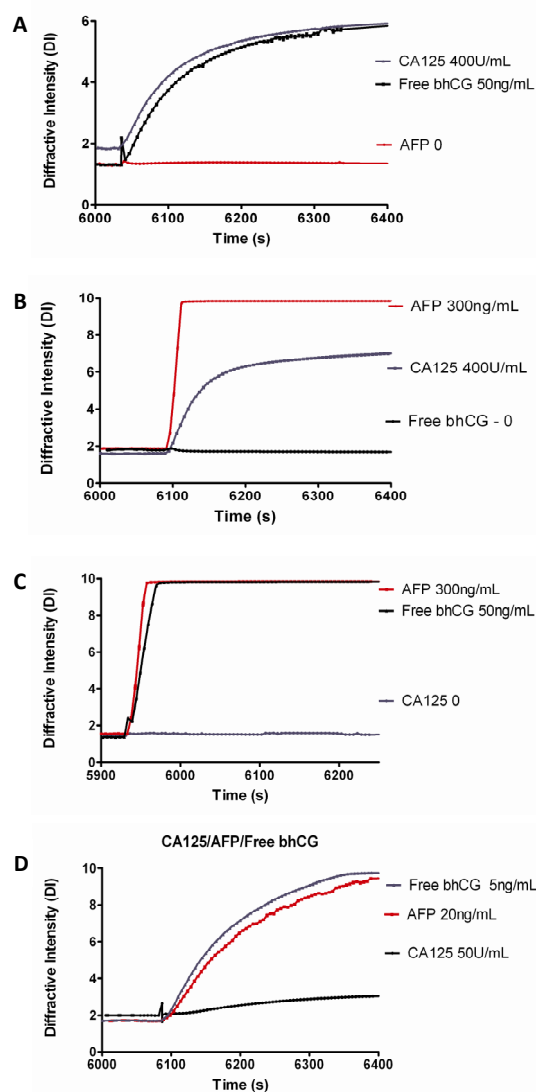 A
Diffractive Intensity (DI)
6
4
2
0
6000 6100 6200 6300 6400
Time (s)
CA125 400U/mL
Free bhCG 50ng/mL
AFP 0
B
Diffractive Intensity (DI)
10
8
6
4
2
0
6000 6100 6200 6300 6400
Time (s)
AFP 300ng/mL
CA125 400U/mL
Free bhCG - 0
C
Diffractive Intensity (DI)
10
8
6
4
2
0
5900 6000 6100 6200
Time (s)
AFP 300ng/mL
Free bhCG 50ng/mL
CA125 0
D
CA125/AFP/Free bhCG
Diffractive Intensity (DI)
10
8
6
4
2
0
6000 6100 6200 6300 6400
Time (s)
Free bhCG 5ng/mL
AFP 20ng/mL
CA125 50U/mL